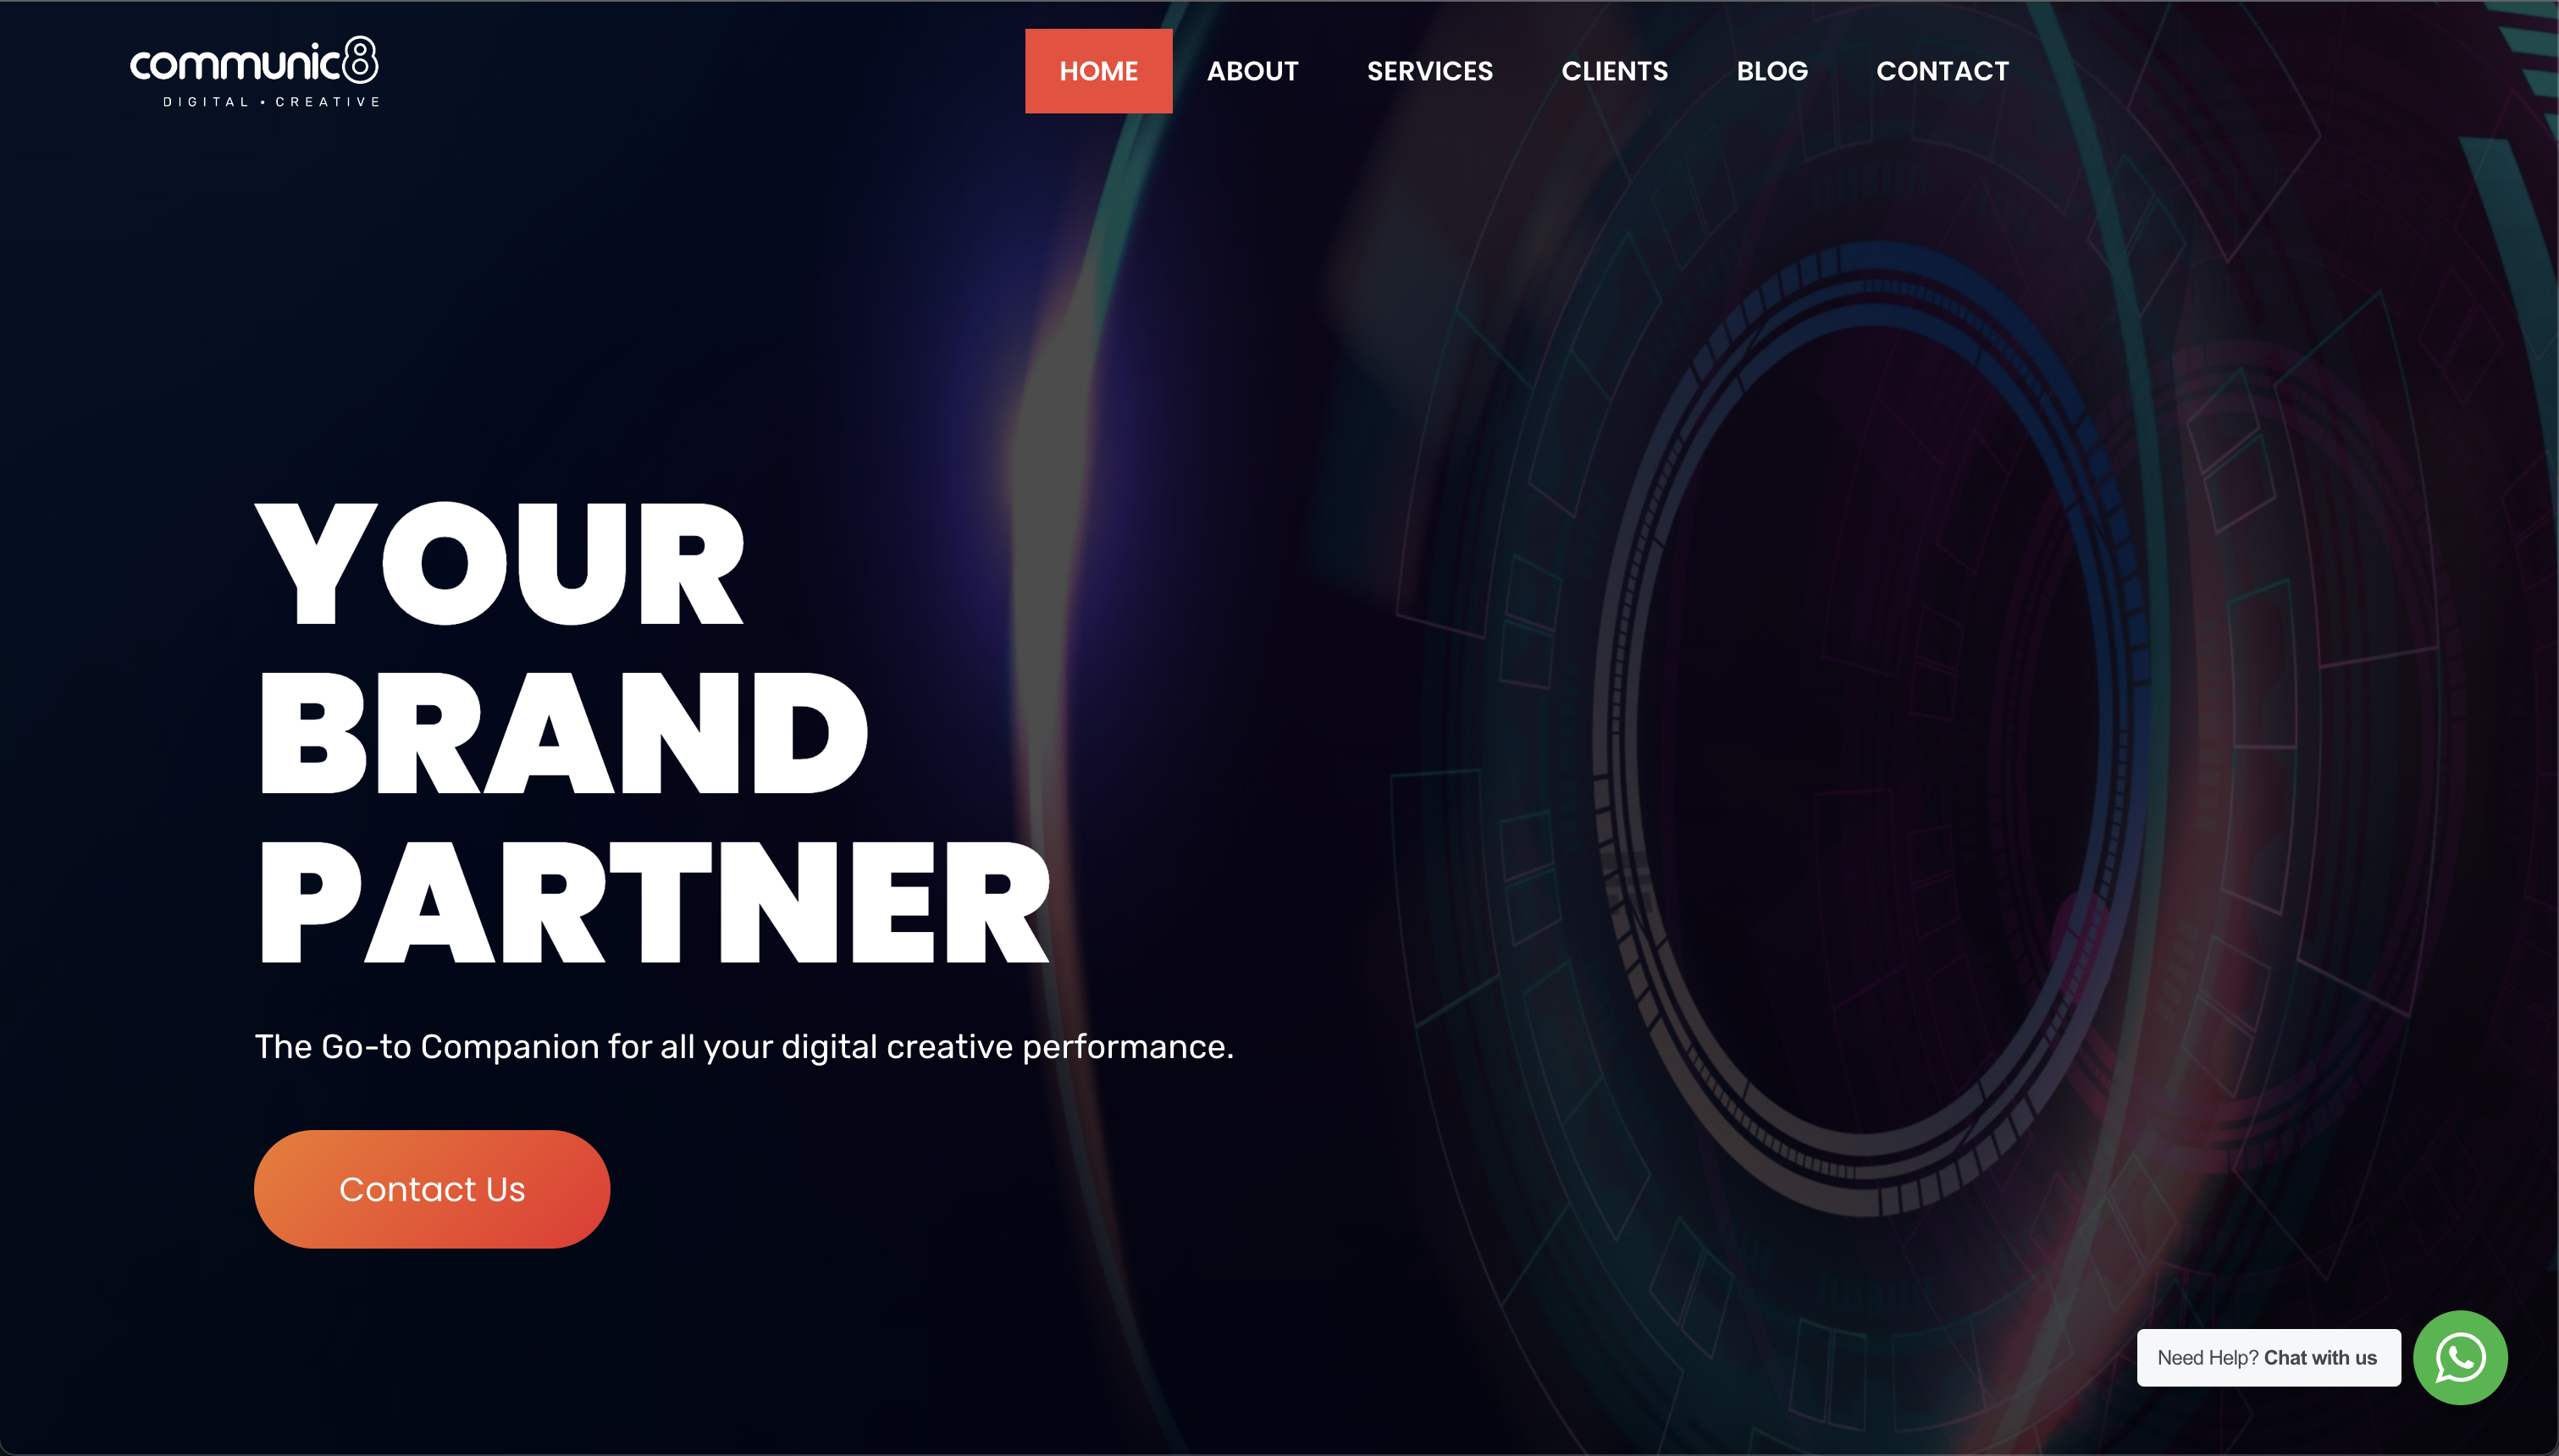 communic8
DIGITAL • CREATIVE
HOME ABOUT SERVICES CLIENTS BLOG CONTACT
YOUR
BRAND
PARTNER
The Go-to Companion for all your digital creative performance.
Contact Us
Need Help? Chat with us